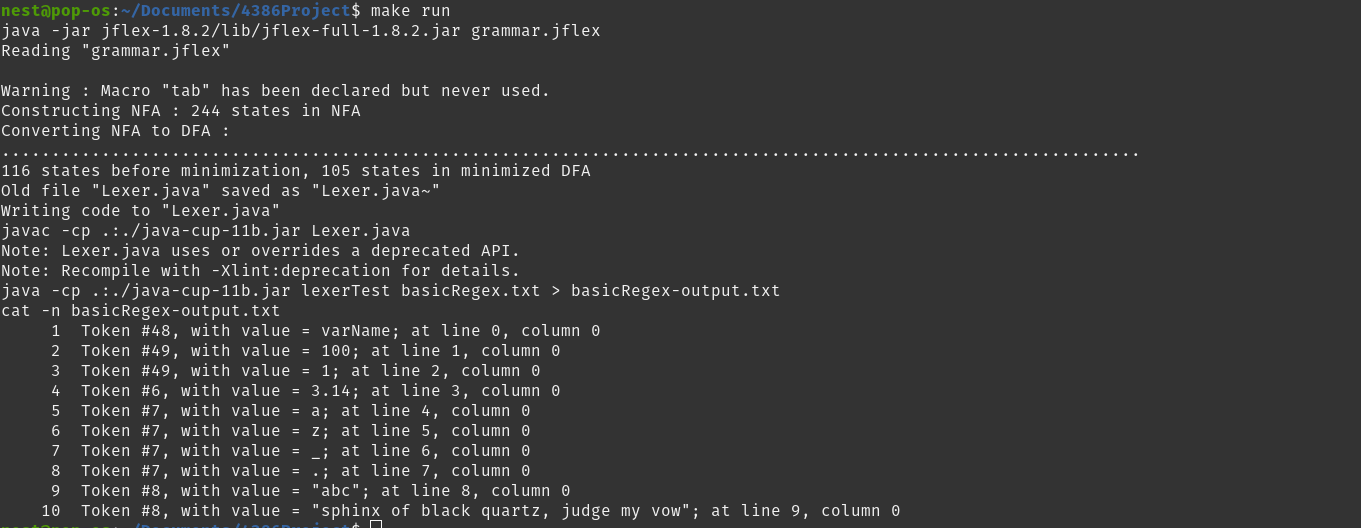 nest@pop-os:~/Documents/4386Project$ make run
java -jar jflex-1.8.2/lib/jflex-full-1.8.2.jar grammar.jflex
Reading "grammar.jflex"
Warning : Macro "tab" has been declared but never used.
Constructing NFA : 244 states in NFA
Converting NFA to DFA :
..................................................................................................................
116 states before minimization, 105 states in minimized DFA
Old file "Lexer.java" saved as "Lexer.java~"
Writing code to "Lexer.java"
javac -cp .:./java-cup-11b.jar Lexer.java
Note: Lexer.java uses or overrides a deprecated API.
Note: Recompile with -Xlint:deprecation for details.
java -cp .:./java-cup-11b.jar lexerTest basicRegex.txt > basicRegex-output.txt
cat -n basicRegex-output.txt
     1  Token #48, with value = varName; at line 0, column 0
     2  Token #49, with value = 100; at line 1, column 0
     3  Token #49, with value = 1; at line 2, column 0
     4  Token #6, with value = 3.14; at line 3, column 0
     5  Token #7, with value = a; at line 4, column 0
     6  Token #7, with value = z; at line 5, column 0
     7  Token #7, with value = _; at line 6, column 0
     8  Token #7, with value = .; at line 7, column 0
     9  Token #8, with value = "abc"; at line 8, column 0
    10  Token #8, with value = "sphinx of black quartz, judge my vow"; at line 9, column 0
nest@pop-os:~/Documents/4386Project$